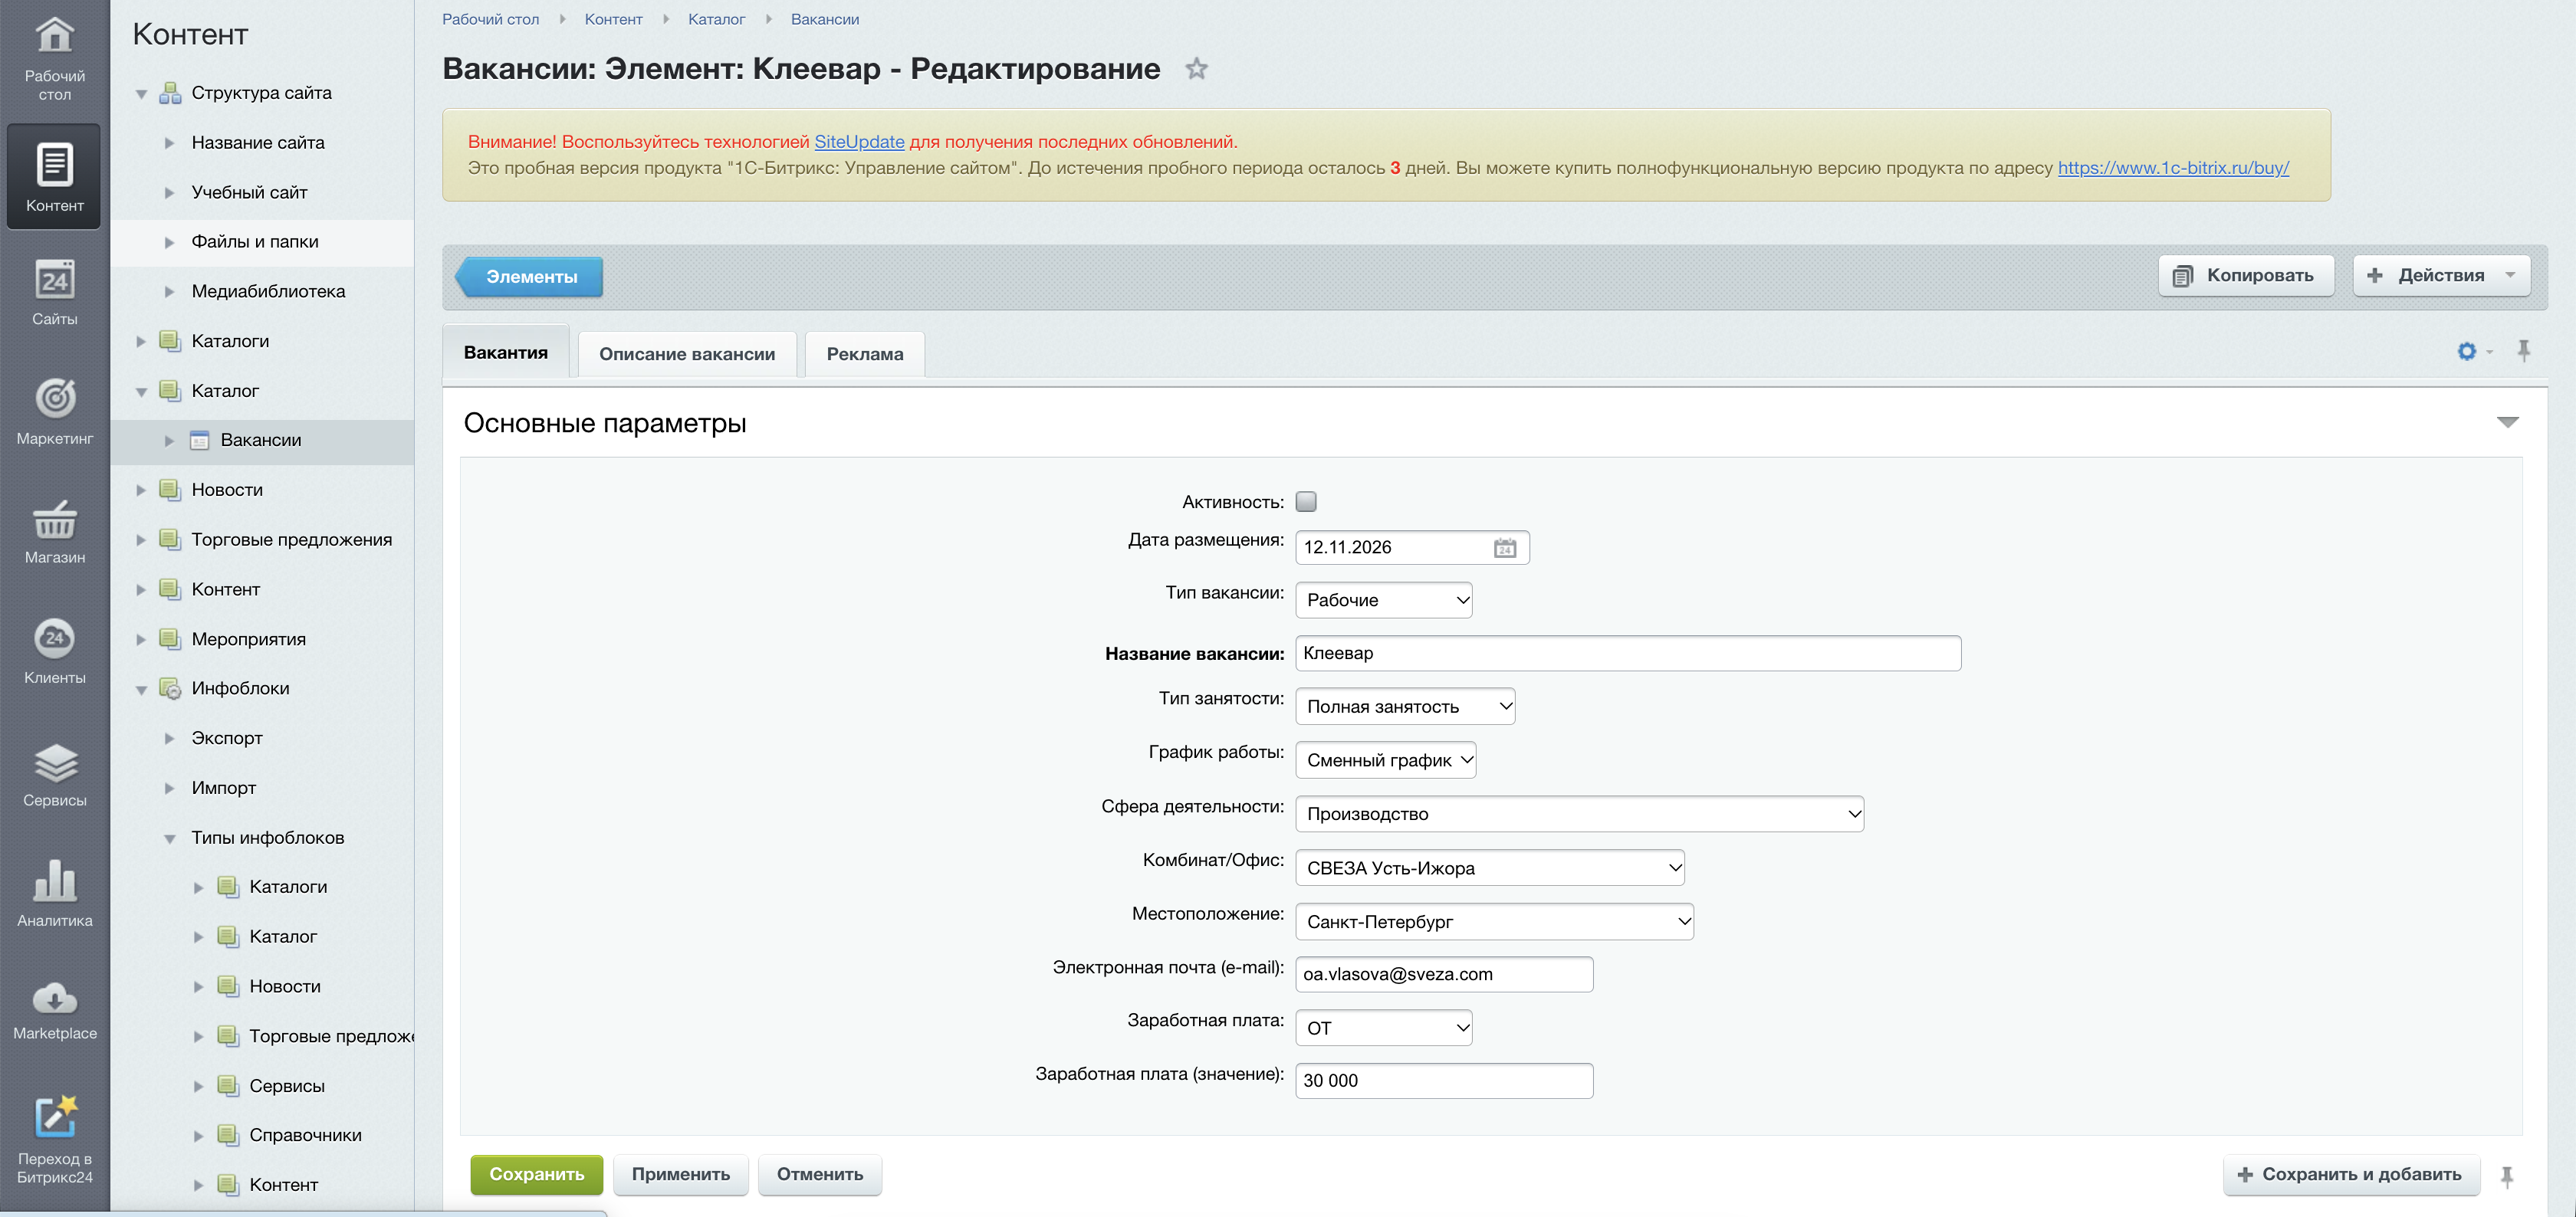 Рабочий стол
Контент
Сайты
Маркетинг
Магазин
Клиенты
Сервисы
Аналитика
Marketplace
Переход в
Битрикс24
Контент
Структура сайта
Название сайта
Учебный сайт
Файлы и папки
Медиабиблиотека
Каталоги
Каталог
Вакансии
Новости
Торговые предложения
Контент
Мероприятия
Инфоблоки
Экспорт
Импорт
Типы инфоблоков
Каталоги
Каталог
Новости
Торговые предложе
Сервисы
Справочники
Контент
Рабочий стол Контент Каталог Вакансии
Вакансии: Элемент: Клеевар - Редактирование
Внимание! Воспользуйтесь технологией SiteUpdate для получения последних обновлений.
Это пробная версия продукта "1С-Битрикс: Управление сайтом". До истечения пробного периода осталось 3 дней. Вы можете купить полнофункциональную версию продукта по адресу https://www.1c-bitrix.ru/buy/
Элементы Копировать Действия
Вакантия Описание вакансии Реклама
Основные параметры
Активность:
Дата размещения: 12.11.2026
Тип вакансии: Рабочие
Название вакансии: Клеевар
Тип занятости: Полная занятость
График работы: Сменный график
Сфера деятельности: Производство
Комбинат/Офис: СВЕЗА Усть-Ижора
Местоположение: Санкт-Петербург
Электронная почта (e-mail): oa.vlasova@sveza.com
Заработная плата: ОТ
Заработная плата (значение): 30 000
Сохранить Применить Отменить Сохранить и добавить